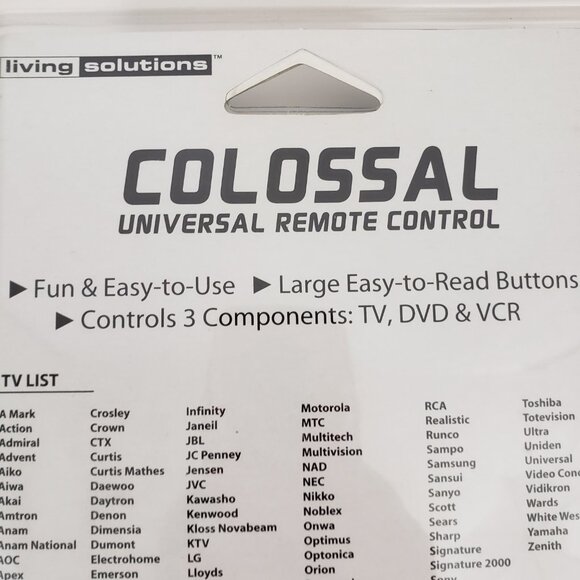 living solutions™
COLOSSAL
UNIVERSAL REMOTE CONTROL
► Fun & Easy-to-Use ► Large Easy-to-Read Buttons
► Controls 3 Components: TV, DVD & VCR
TV LIST
A Mark
Action
Admiral
Advent
Aiko
Aiwa
Akai
Amtron
Anam
Anam National
AOC
Apex
Crosley
Crown
CTX
Curtis
Curtis Mathes
Daewoo
Daytron
Denon
Dimensia
Dumont
Electrohome
Emerson
Infinity
Janeil
JBL
JC Penney
Jensen
JVC
Kawasho
Kenwood
Kloss Novabeam
KTV
LG
Lloyds
Motorola
MTC
Multitech
Multivision
NAD
NEC
Nikko
Noblex
Onwa
Optimus
Optonica
Orion
RCA
Realistic
Runco
Sampo
Samsung
Sansui
Sanyo
Scott
Sears
Sharp
Signature
Signature 2000
Toshiba
Totevision
Ultra
Uniden
Universal
Video Conc
Vidikron
Wards
White Wes
Yamaha
Zenith